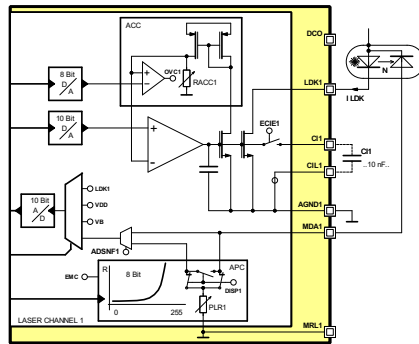 ACC
DCO
OVC1
RACC1
LDK1
8 Bit
D
A
I LDK
N
10 Bit
D
A
ECIE1
CI1
CI1
..10 nF..
CIL1
10 Bit
A
D
LDK1
VDD
VB
AGND1
MDA1
ADSNF1
EMC
R
8 Bit
APC
DISP1
PLR1
0
255
LASER CHANNEL 1
MRL1